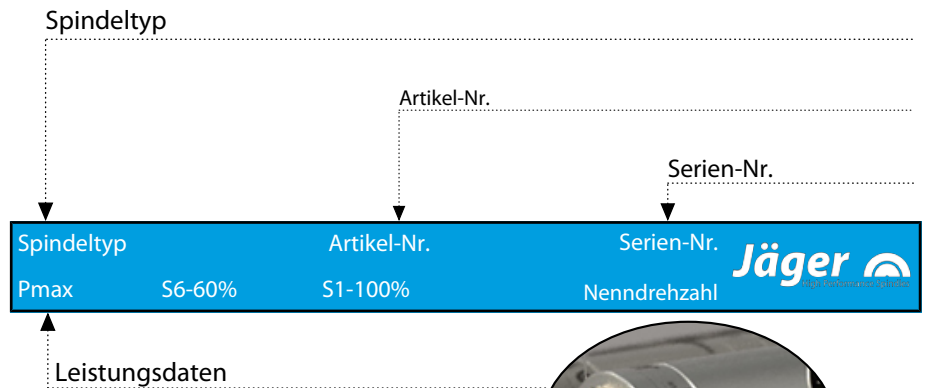 Spindeltyp
Artikel-Nr.
Serien-Nr.
Spindeltyp Artikel-Nr. Serien-Nr.
Jäger
Pmax S6-60% S1-100% Nenndrehzahl
Leistungsdaten